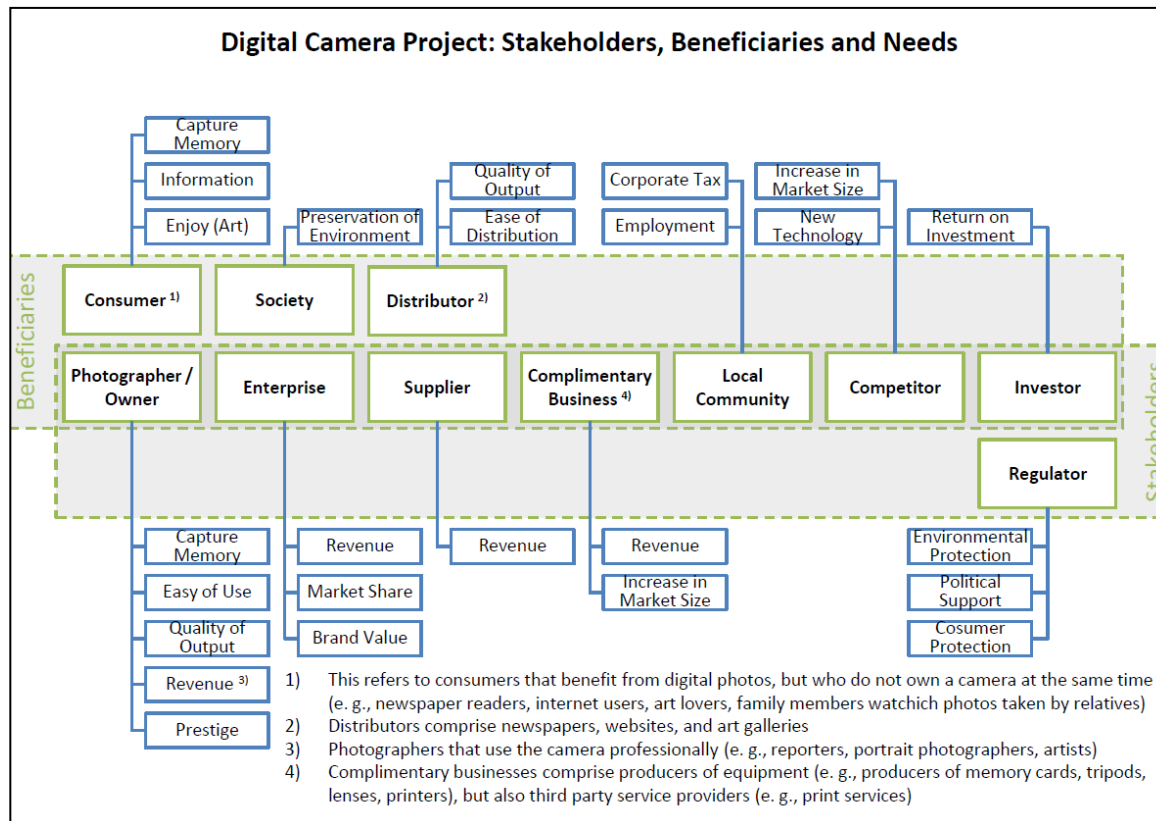 Digital Camera Project: Stakeholders, Beneficiaries and Needs
Capture
Memory
Information
Enjoy (Art)
Preservation of
Environment
Quality of
Output
Ease of
Distribution
Corporate Tax
Employment
Increase in
Market Size
New
Technology
Return on
Investment
Beneficiaries
Consumer 1)
Society
Distributor 2)
Photographer /
Owner
Enterprise
Supplier
Complimentary
Business 4)
Local
Community
Competitor
Investor
Regulator
Stakeholders
Capture
Memory
Easy of Use
Quality of
Output
Revenue 3)
Prestige
Revenue
Market Share
Brand Value
Revenue
Revenue
Increase in
Market Size
Environmental
Protection
Political
Support
Cosumer
Protection
1) This refers to consumers that benefit from digital photos, but who do not own a camera at the same time
(e. g., newspaper readers, internet users, art lovers, family members watchich photos taken by relatives)
2) Distributors comprise newspapers, websites, and art galleries
3) Photographers that use the camera professionally (e. g., reporters, portrait photographers, artists)
4) Complimentary businesses comprise producers of equipment (e. g., producers of memory cards, tripods,
lenses, printers), but also third party service providers (e. g., print services)